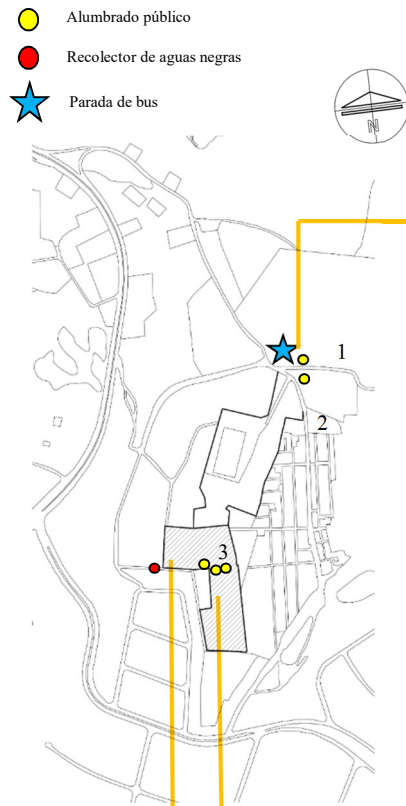 Alumbrado público
Recolector de aguas negras
Parada de bus
N
1
2
3